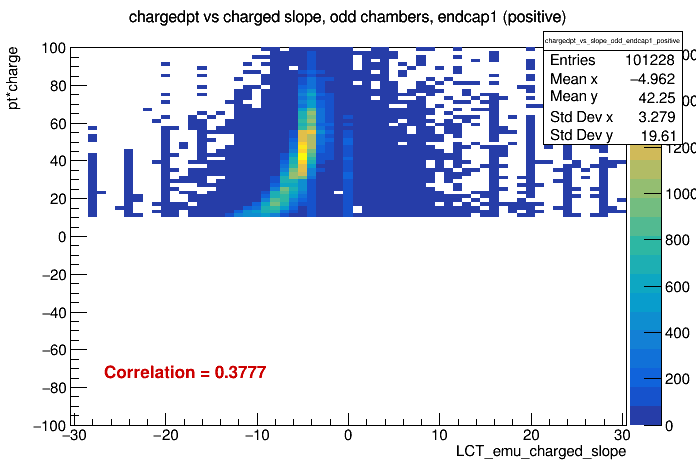 chargedpt vs charged slope, odd chambers, endcap1 (positive)
chargedpt_vs_slope_odd_endcap1_positive
Entries 101228
Mean x −4.962
Mean y 42.25
Std Dev x 3.279
Std Dev y 19.61
pt*charge
100
80
60
40
20
0
−20
−40
−60
−80
−100
−30 −20 −10 0 10 20 30
LCT_emu_charged_slope
Correlation = 0.3777
1200
1000
800
600
400
200
0